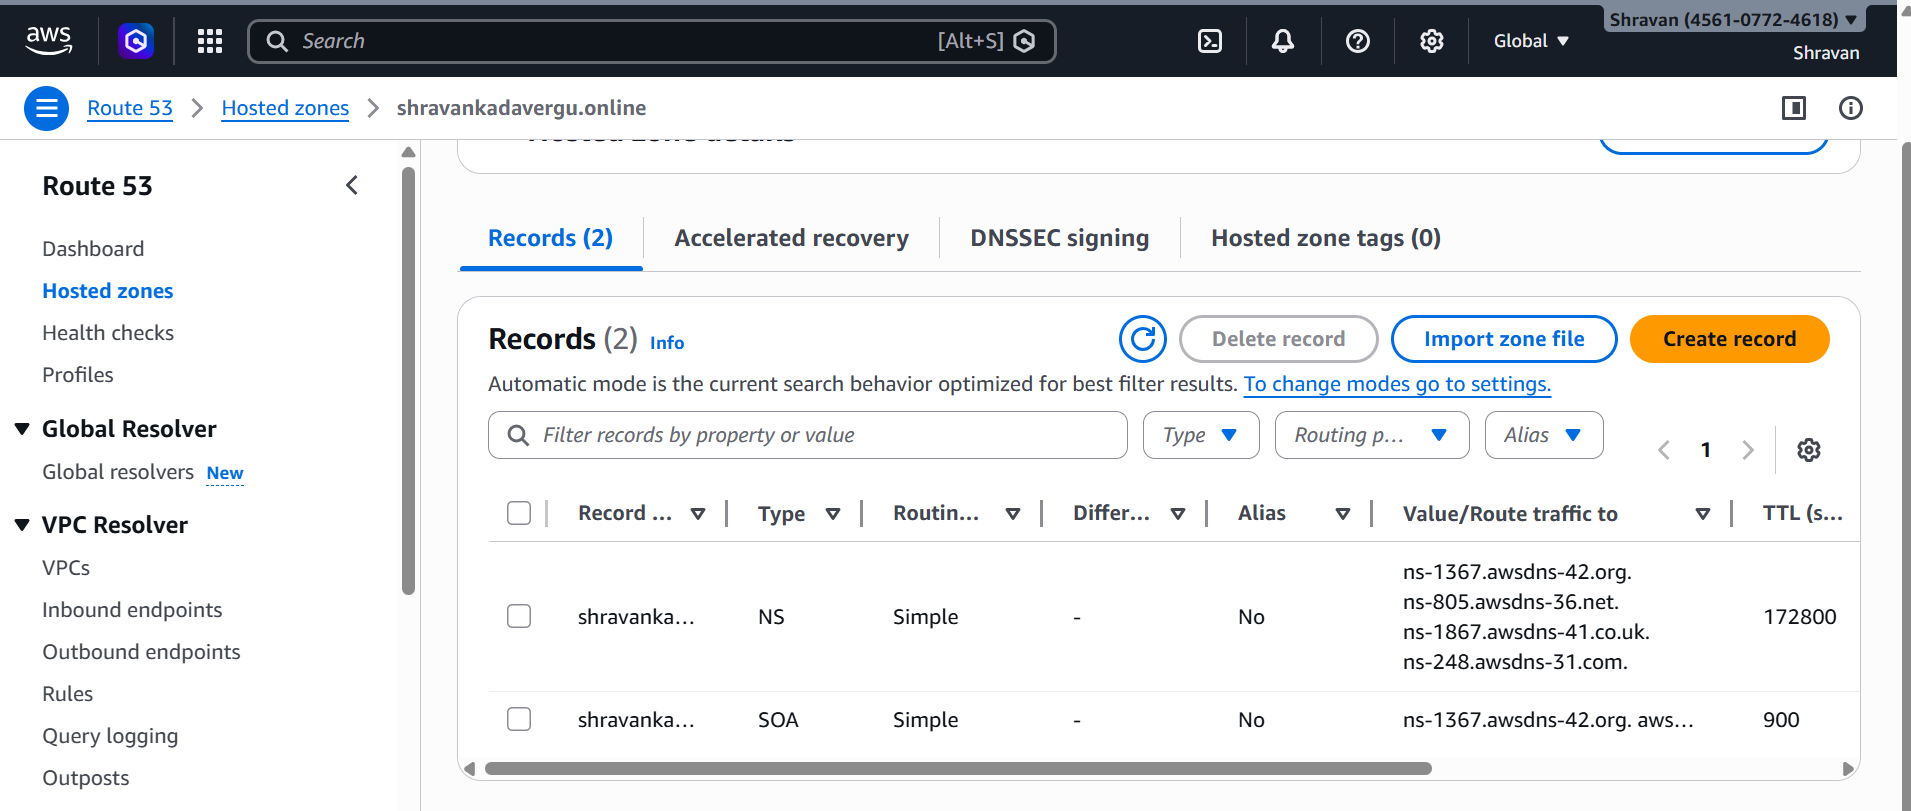 aws
Search
[Alt+S]
Global
Shravan (4561-0772-4618)
Shravan
Route 53
Hosted zones
shravankadavergu.online
Route 53
Dashboard
Hosted zones
Health checks
Profiles
Global Resolver
Global resolvers New
VPC Resolver
VPCs
Inbound endpoints
Outbound endpoints
Rules
Query logging
Outposts
Hosted zone details
Records (2)
Accelerated recovery
DNSSEC signing
Hosted zone tags (0)
Records (2) Info
Delete record
Import zone file
Create record
Automatic mode is the current search behavior optimized for best filter results. To change modes go to settings.
Filter records by property or value
Type
Routing p...
Alias
1
Record ... Type Routin... Differ... Alias Value/Route traffic to TTL (s...
ns-1367.awsdns-42.org.
ns-805.awsdns-36.net.
shravanka... NS Simple - No 172800
ns-1867.awsdns-41.co.uk.
ns-248.awsdns-31.com.
shravanka... SOA Simple - No ns-1367.awsdns-42.org. aws... 900